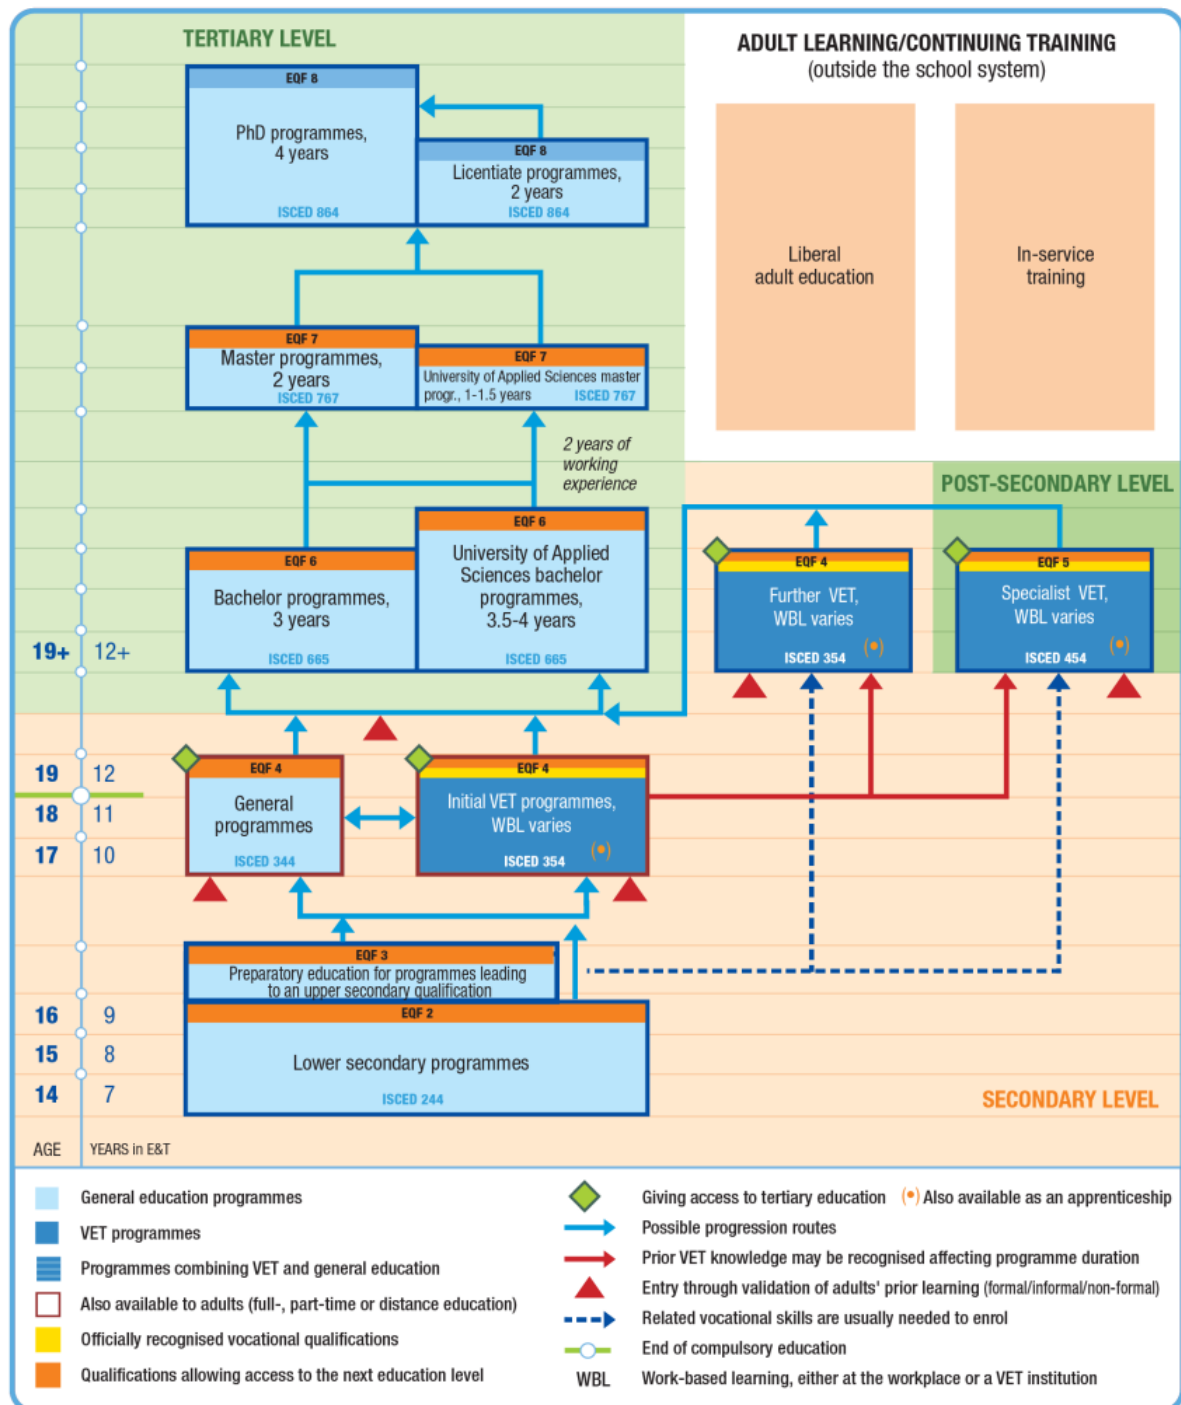 TERTIARY LEVEL
ADULT LEARNING/CONTINUING TRAINING
(outside the school system)
EQF 8
PhD programmes,
4 years
ISCED 864
EQF 8
Licentiate programmes,
2 years
ISCED 864
Liberal
adult education
In-service
training
EQF 7
Master programmes,
2 years
ISCED 767
EQF 7
University of Applied Sciences master
progr., 1-1.5 years ISCED 767
2 years of
working
experience
POST-SECONDARY LEVEL
EQF 6
Bachelor programmes,
3 years
ISCED 665
EQF 6
University of Applied
Sciences bachelor
programmes,
3.5-4 years
ISCED 665
EQF 4
Further VET,
WBL varies
ISCED 354 (•)
EQF 5
Specialist VET,
WBL varies
ISCED 454 (•)
19+ 12+
19 12
18 11
17 10
EQF 4
General
programmes
ISCED 344
EQF 4
Initial VET programmes,
WBL varies
ISCED 354 (•)
EQF 3
Preparatory education for programmes leading
to an upper secondary qualification
EQF 2
Lower secondary programmes
ISCED 244
16 9
15 8
14 7
SECONDARY LEVEL
AGE YEARS in E&T
General education programmes
VET programmes
Programmes combining VET and general education
Also available to adults (full-, part-time or distance education)
Officially recognised vocational qualifications
Qualifications allowing access to the next education level
Giving access to tertiary education (•) Also available as an apprenticeship
Possible progression routes
Prior VET knowledge may be recognised affecting programme duration
Entry through validation of adults' prior learning (formal/informal/non-formal)
Related vocational skills are usually needed to enrol
End of compulsory education
WBL Work-based learning, either at the workplace or a VET institution